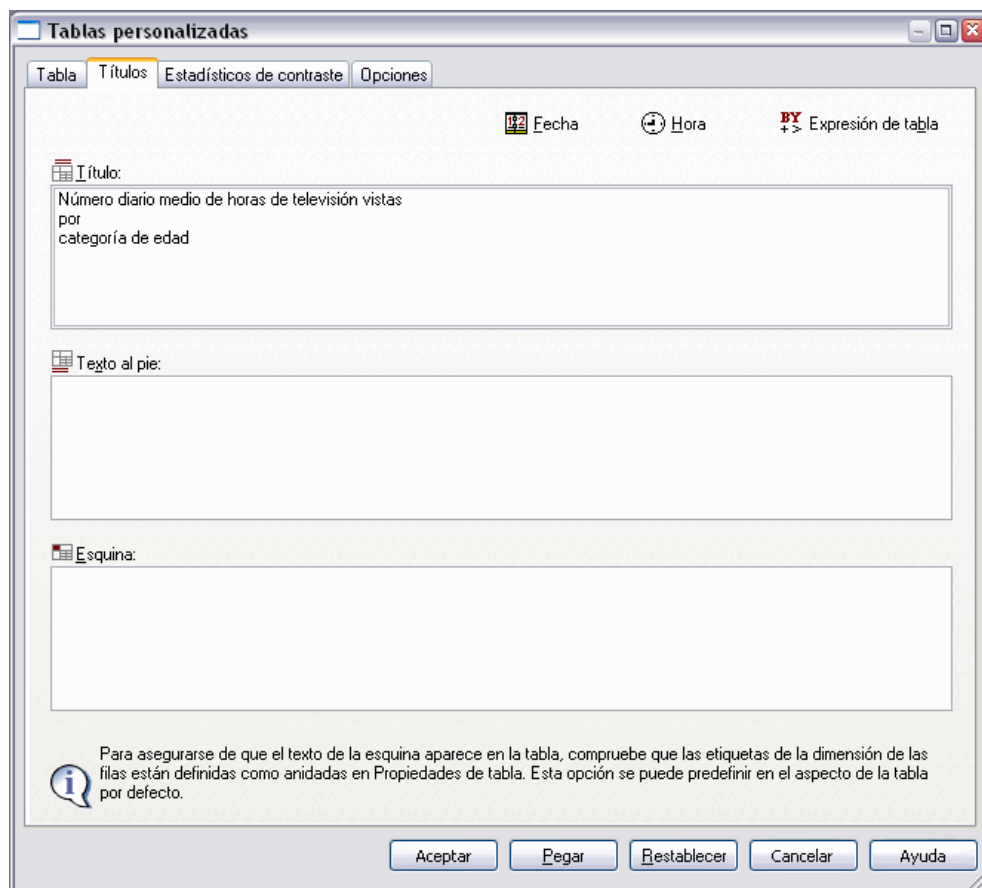 Tablas personalizadas
Tabla Títulos Estadísticos de contraste Opciones
Fecha Hora BY +> Expresión de tabla
Título:
Número diario medio de horas de televisión vistas
por
categoría de edad
Texto al pie:
Esquina:
Para asegurarse de que el texto de la esquina aparece en la tabla, compruebe que las etiquetas de la dimensión de las
filas están definidas como anidadas en Propiedades de tabla. Esta opción se puede predefinir en el aspecto de la tabla
por defecto.
Aceptar Pegar Restablecer Cancelar Ayuda